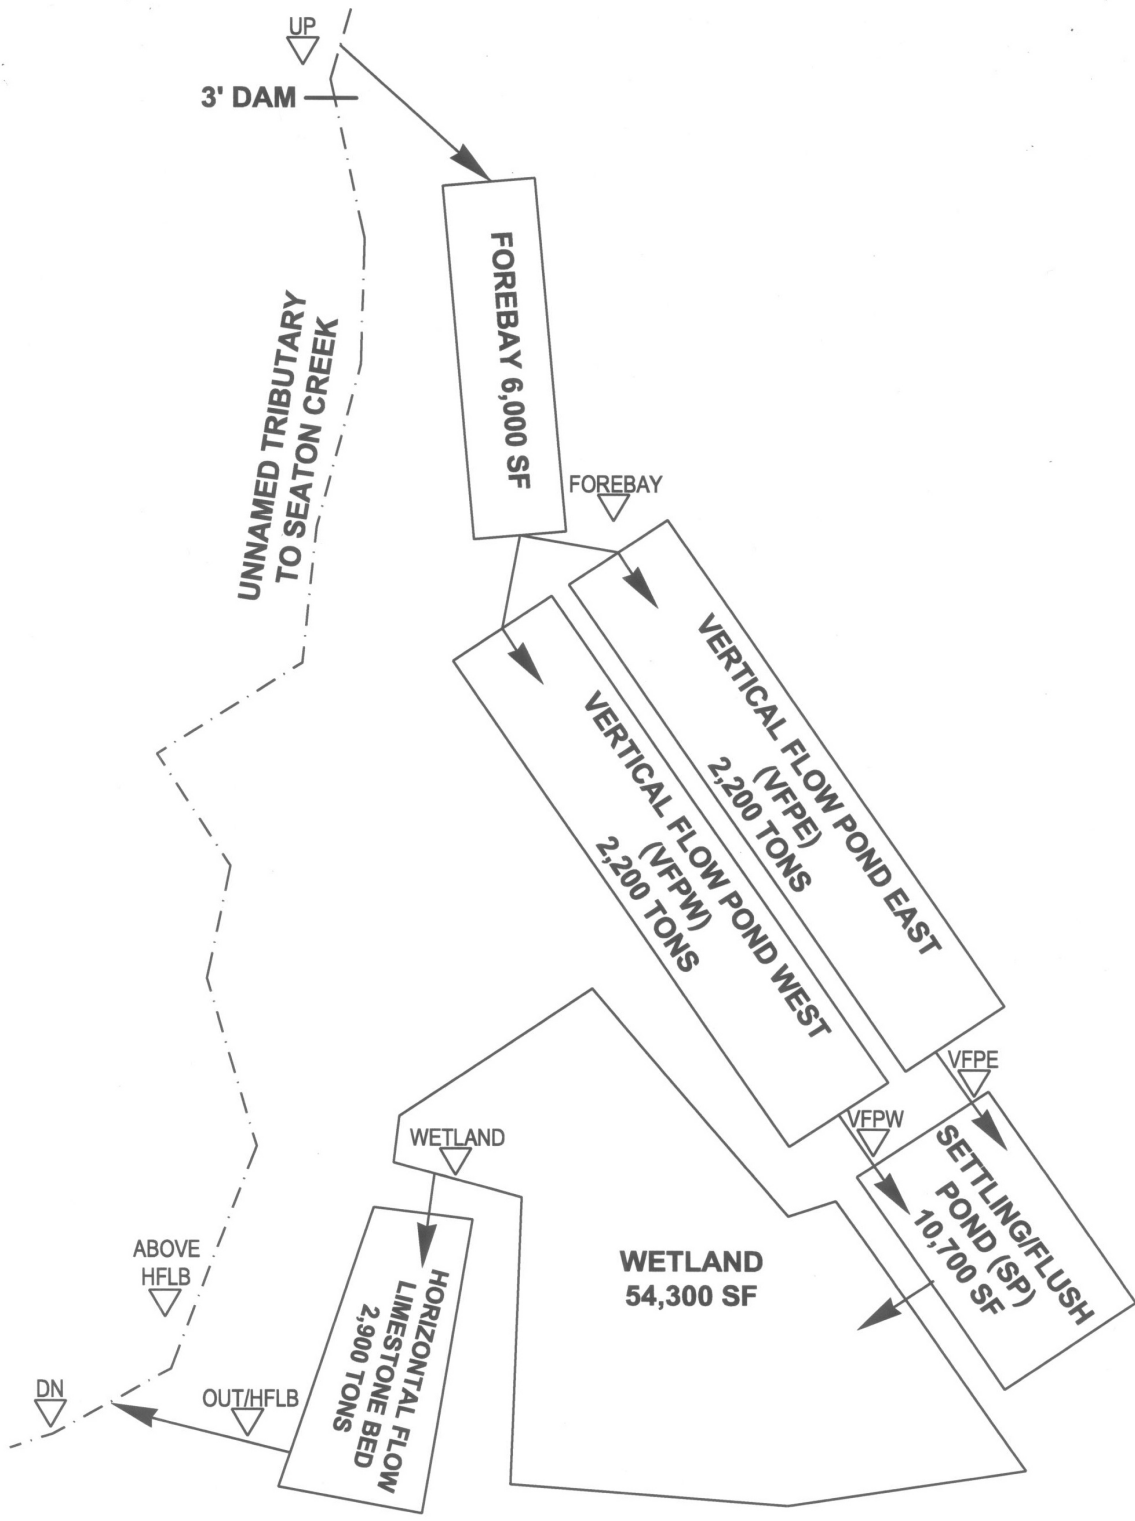 UP
3' DAM
FOREBAY 6,000 SF
UNNAMED TRIBUTARY
TO SEATON CREEK
FOREBAY
VERTICAL FLOW POND EAST
(VFPE)
2,200 TONS
VERTICAL FLOW POND WEST
(VFPW)
2,200 TONS
VFPE
VFPW
SETTLING/FLUSH
POND (SP)
10,700 SF
WETLAND
WETLAND
54,300 SF
HORIZONTAL FLOW
LIMESTONE BED
2,900 TONS
ABOVE
HFLB
OUT/HFLB
DN